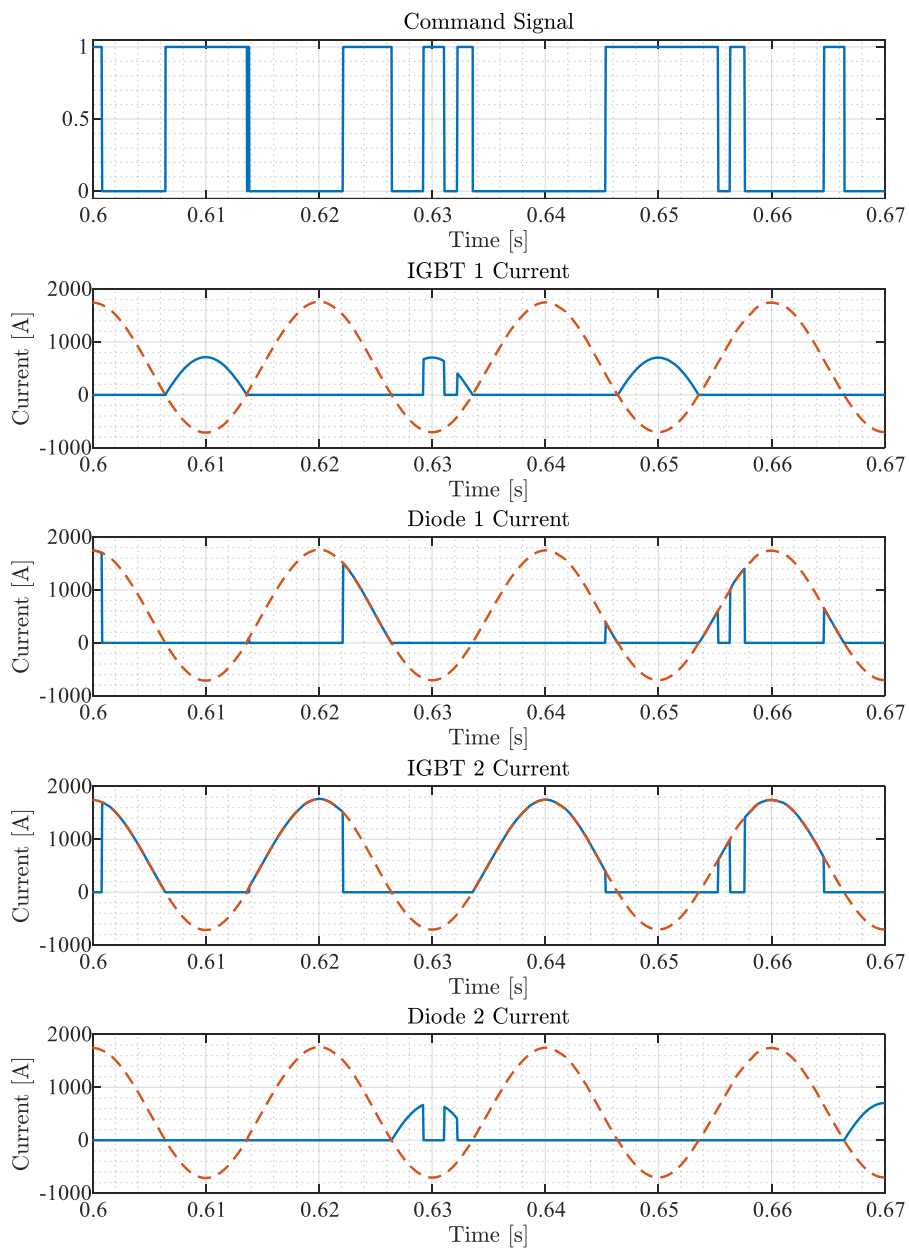 Command Signal
1
0.5
0
0.6 0.61 0.62 0.63 0.64 0.65 0.66 0.67
Time [s]
IGBT 1 Current
2000
1000
0
-1000
Current [A]
0.6 0.61 0.62 0.63 0.64 0.65 0.66 0.67
Time [s]
Diode 1 Current
2000
1000
0
-1000
Current [A]
0.6 0.61 0.62 0.63 0.64 0.65 0.66 0.67
Time [s]
IGBT 2 Current
2000
1000
0
-1000
Current [A]
0.6 0.61 0.62 0.63 0.64 0.65 0.66 0.67
Time [s]
Diode 2 Current
2000
1000
0
-1000
Current [A]
0.6 0.61 0.62 0.63 0.64 0.65 0.66 0.67
Time [s]